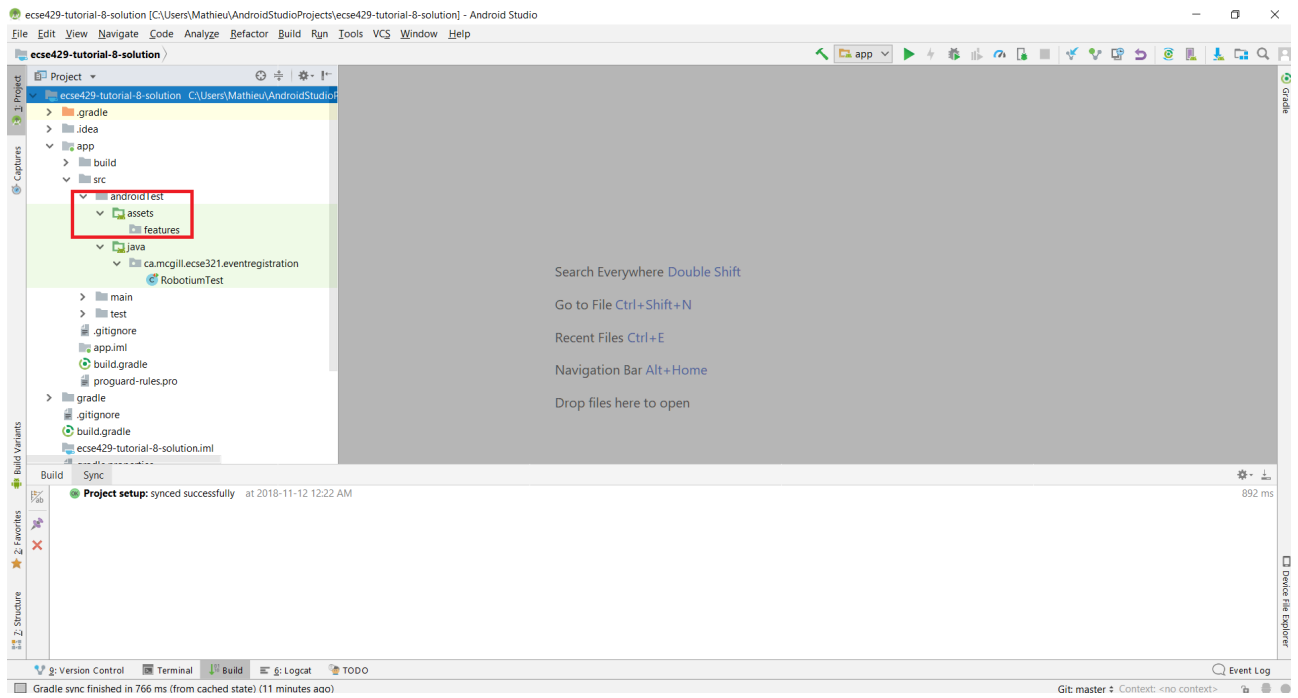 ecse429-tutorial-8-solution [C:\Users\Mathieu\AndroidStudioProjects\ecse429-tutorial-8-solution] - Android Studio
File Edit View Navigate Code Analyze Refactor Build Run Tools VCS Window Help
ecse429-tutorial-8-solution
app
1: Project
Captures
Build Variants
2: Favorites
Z: Structure
Project
ecse429-tutorial-8-solution C:\Users\Mathieu\AndroidStudioP
.gradle
.idea
app
build
src
androidTest
assets
features
java
ca.mcgill.ecse321.eventregistration
RobotiumTest
main
test
.gitignore
app.iml
build.gradle
proguard-rules.pro
gradle
.gitignore
build.gradle
ecse429-tutorial-8-solution.iml
gradle.properties
Search Everywhere Double Shift
Go to File Ctrl+Shift+N
Recent Files Ctrl+E
Navigation Bar Alt+Home
Drop files here to open
Gradle
Device File Explorer
Build Sync
Project setup: synced successfully at 2018-11-12 12:22 AM
892 ms
9: Version Control Terminal Build 6: Logcat TODO
Event Log
Gradle sync finished in 766 ms (from cached state) (11 minutes ago)
Git: master Context: <no context>